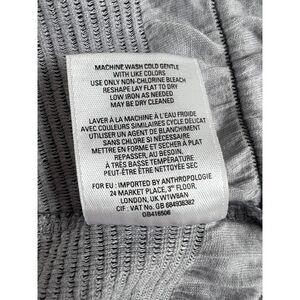 MACHINE WASH COLD GENTLE
WITH LIKE COLORS
USE ONLY NON-CHLORINE BLEACH
RESHAPE LAY FLAT TO DRY
LOW IRON AS NEEDED
MAY BE DRY CLEANED
LAVER À LA MACHINE À L'EAU FROIDE
AVEC COULEURS SIMILAIRES CYCLE DÉLICAT
UTILISER UN AGENT DE BLANCHIMENT
SANS CHLORE SI NÉCESSAIRE
METTRE EN FORME ET SÉCHER À PLAT
REPASSER, AU BESOIN,
À TRÈS BASSE TEMPÉRATURE
PEUT-ÊTRE ÊTRE NETTOYÉE SEC
FOR EU : IMPORTED BY ANTHROPOLOGIE
24 MARKET PLACE, 3RD FLOOR,
LONDON, UK W1W8AN
CIF : VAT No: GB 684936382
GB416506